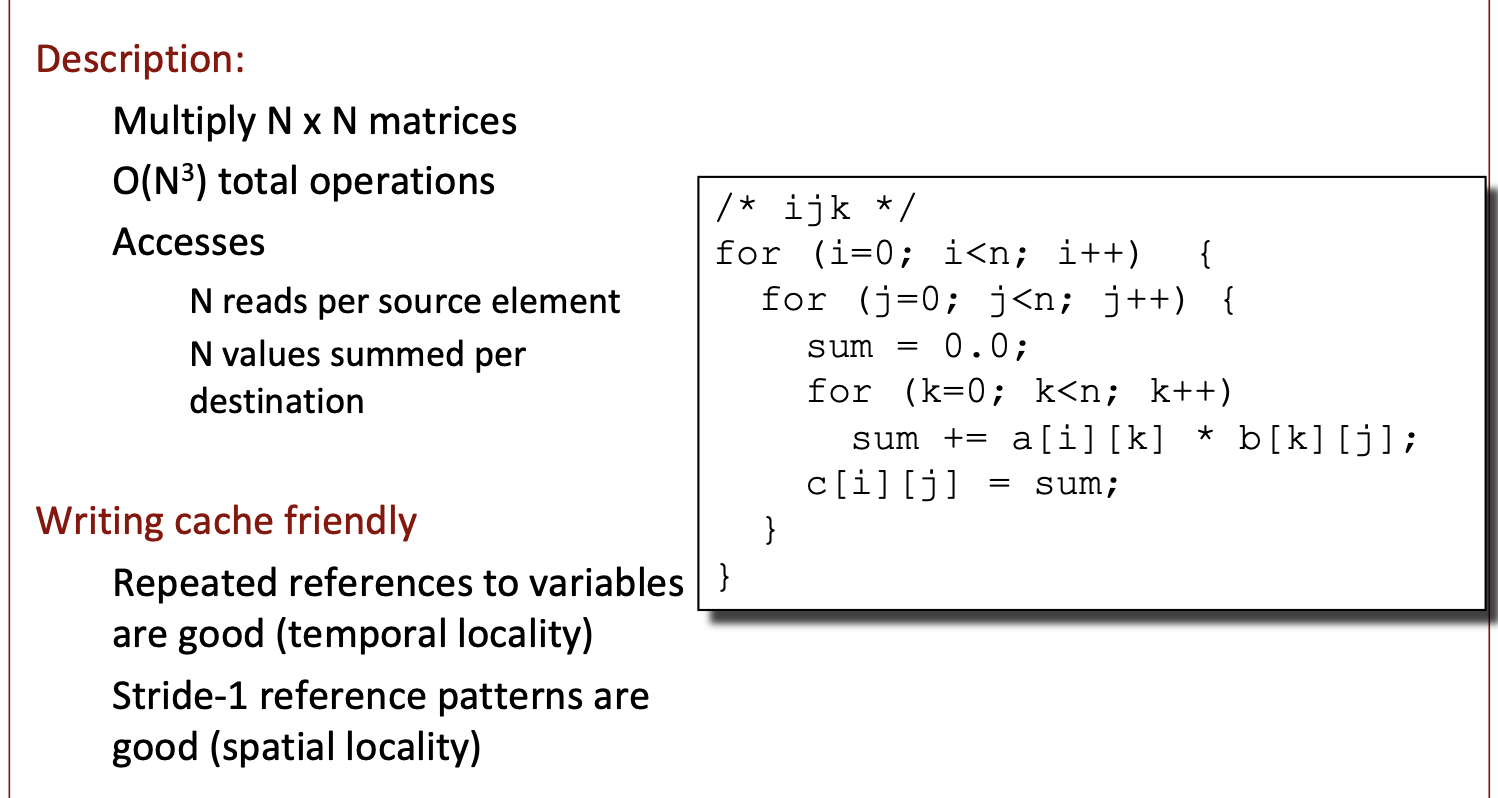 Description:
Multiply N x N matrices
O(N³) total operations
Accesses
N reads per source element
N values summed per
destination
Writing cache friendly
Repeated references to variables
are good (temporal locality)
Stride-1 reference patterns are
good (spatial locality)
/* ijk */
for (i=0; i<n; i++)  {
  for (j=0; j<n; j++) {
    sum = 0.0;
    for (k=0; k<n; k++)
      sum += a[i][k] * b[k][j];
    c[i][j] = sum;
  }
}